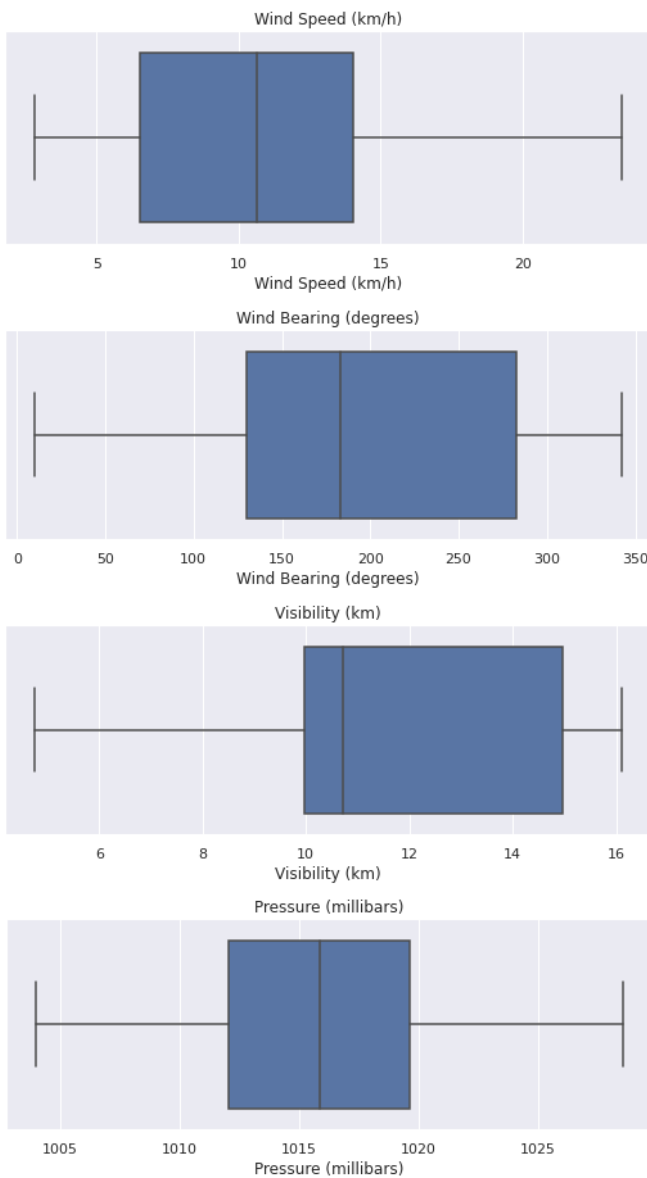 Wind Speed (km/h)
5 10 15 20
Wind Speed (km/h)
Wind Bearing (degrees)
0 50 100 150 200 250 300 350
Wind Bearing (degrees)
Visibility (km)
6 8 10 12 14 16
Visibility (km)
Pressure (millibars)
1005 1010 1015 1020 1025
Pressure (millibars)